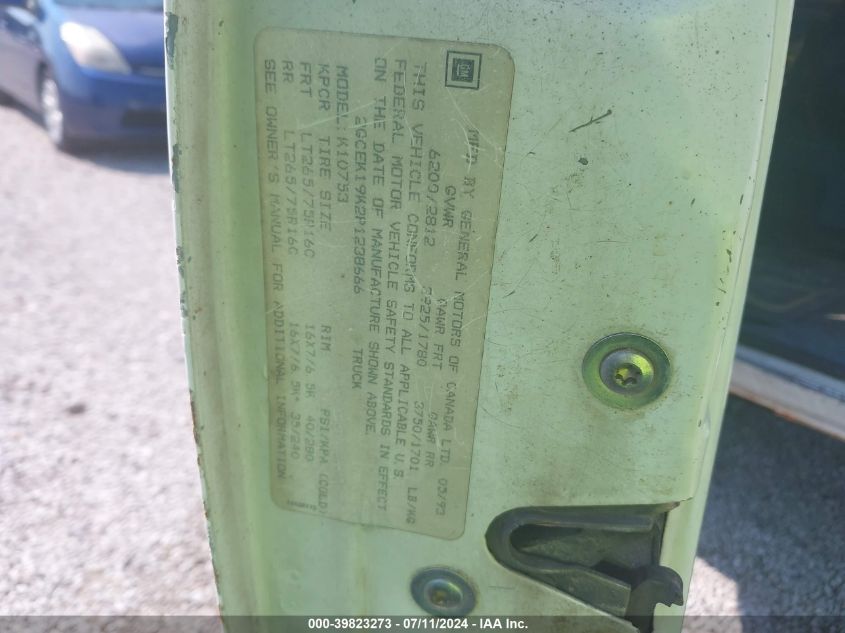 GM
MFD BY GENERAL MOTORS OF CANADA LTD. 03/93
GVWR GAWR FRT GAWR RR
6200/2812 3925/1780 3750/1701 LB/KG
THIS VEHICLE CONFORMS TO ALL APPLICABLE U.S.
FEDERAL MOTOR VEHICLE SAFETY STANDARDS IN EFFECT
ON THE DATE OF MANUFACTURE SHOWN ABOVE.
2GCEK19K2P1238666 TRUCK
MODEL: K10753
KPCR TIRE SIZE RIM PSI/KPA (COLD)
FRT LT265/75R16C 16X7/6.5K 40/280
RR LT265/75R16C 16X7/6.5K 35/240
SEE OWNER'S MANUAL FOR ADDITIONAL INFORMATION
000-39823273 - 07/11/2024 - IAA Inc.